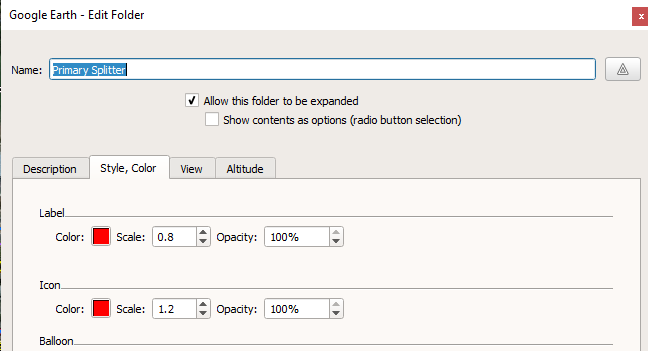 Google Earth - Edit Folder
x
Name: Primary Splitter
Allow this folder to be expanded
Show contents as options (radio button selection)
Description Style, Color View Altitude
Label
Color: Scale: 0.8 Opacity: 100%
Icon
Color: Scale: 1.2 Opacity: 100%
Balloon